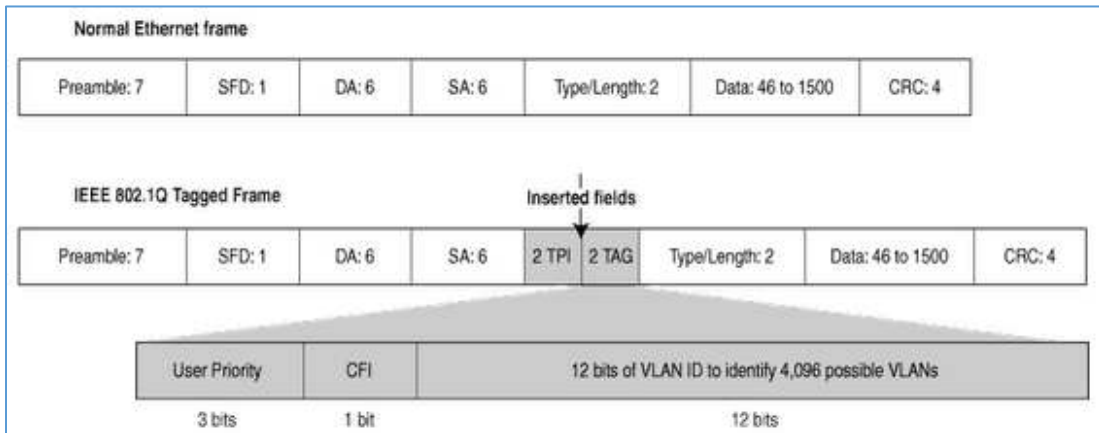 Normal Ethernet frame
Preamble: 7 SFD: 1 DA: 6 SA: 6 Type/Length: 2 Data: 46 to 1500 CRC: 4
IEEE 802.1Q Tagged Frame Inserted fields
Preamble: 7 SFD: 1 DA: 6 SA: 6 2 TPI 2 TAG Type/Length: 2 Data: 46 to 1500 CRC: 4
User Priority CFI 12 bits of VLAN ID to identify 4,096 possible VLANs
3 bits 1 bit 12 bits